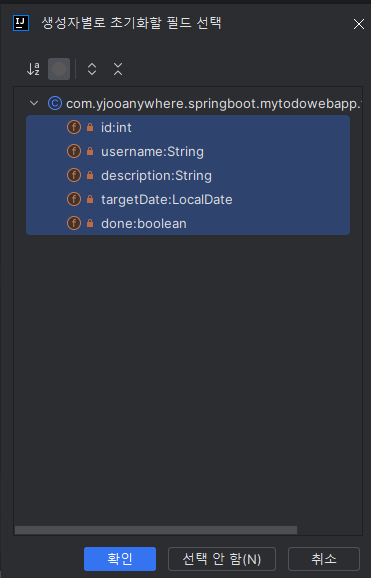 IJ 생성자별로 초기화할 필드 선택
com.yjooanywhere.springboot.mytodowebapp.
id:int
username:String
description:String
targetDate:LocalDate
done:boolean
확인 선택 안 함(N) 취소